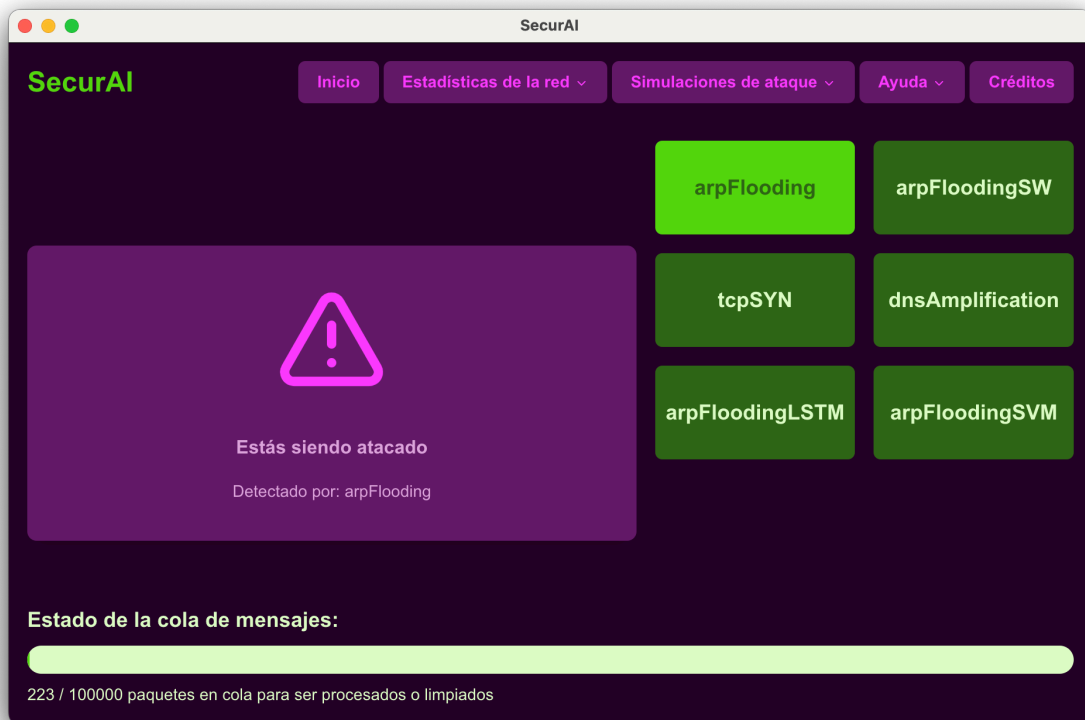 SecurAI
SecurAI
Inicio
Estadísticas de la red
Simulaciones de ataque
Ayuda
Créditos
arpFlooding
arpFloodingSW
tcpSYN
dnsAmplification
arpFloodingLSTM
arpFloodingSVM
Estás siendo atacado
Detectado por: arpFlooding
Estado de la cola de mensajes:
223 / 100000 paquetes en cola para ser procesados o limpiados